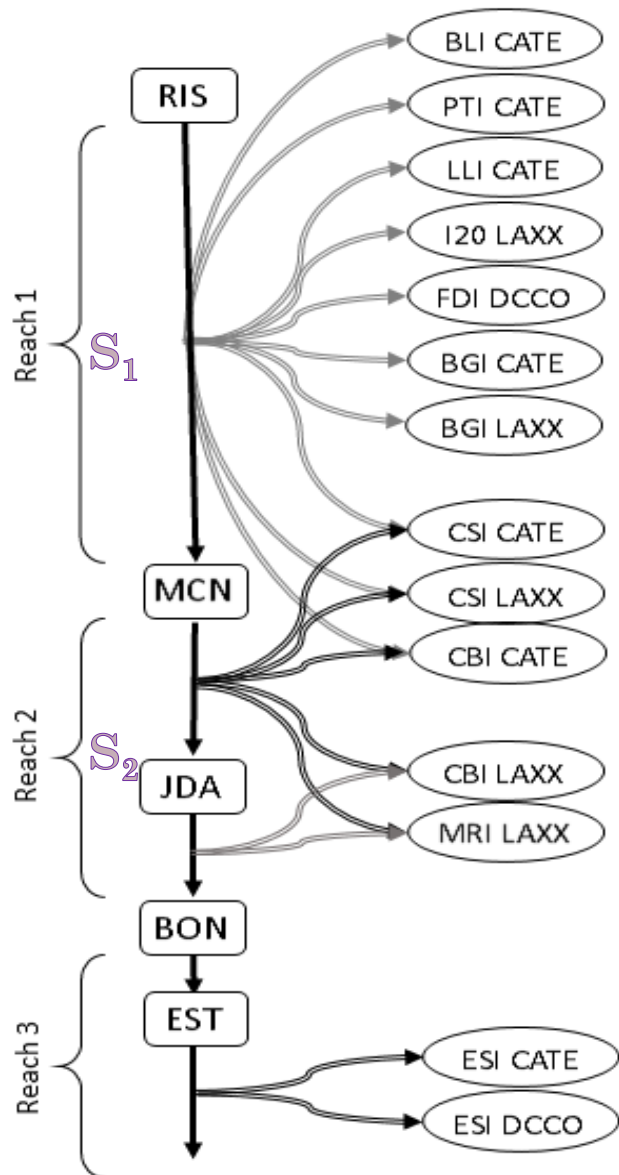 BLI CATE
RIS
PTI CATE
LLI CATE
I20 LAXX
FDI DCCO
Reach 1
S1
BGI CATE
BGI LAXX
CSI CATE
MCN
CSI LAXX
CBI CATE
Reach 2
S2
JDA
CBI LAXX
MRI LAXX
BON
EST
Reach 3
ESI CATE
ESI DCCO